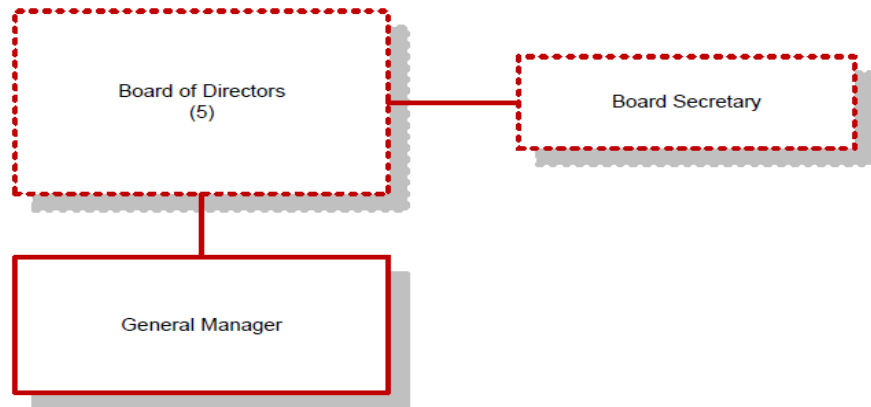 Board of Directors
(5)
Board Secretary
General Manager